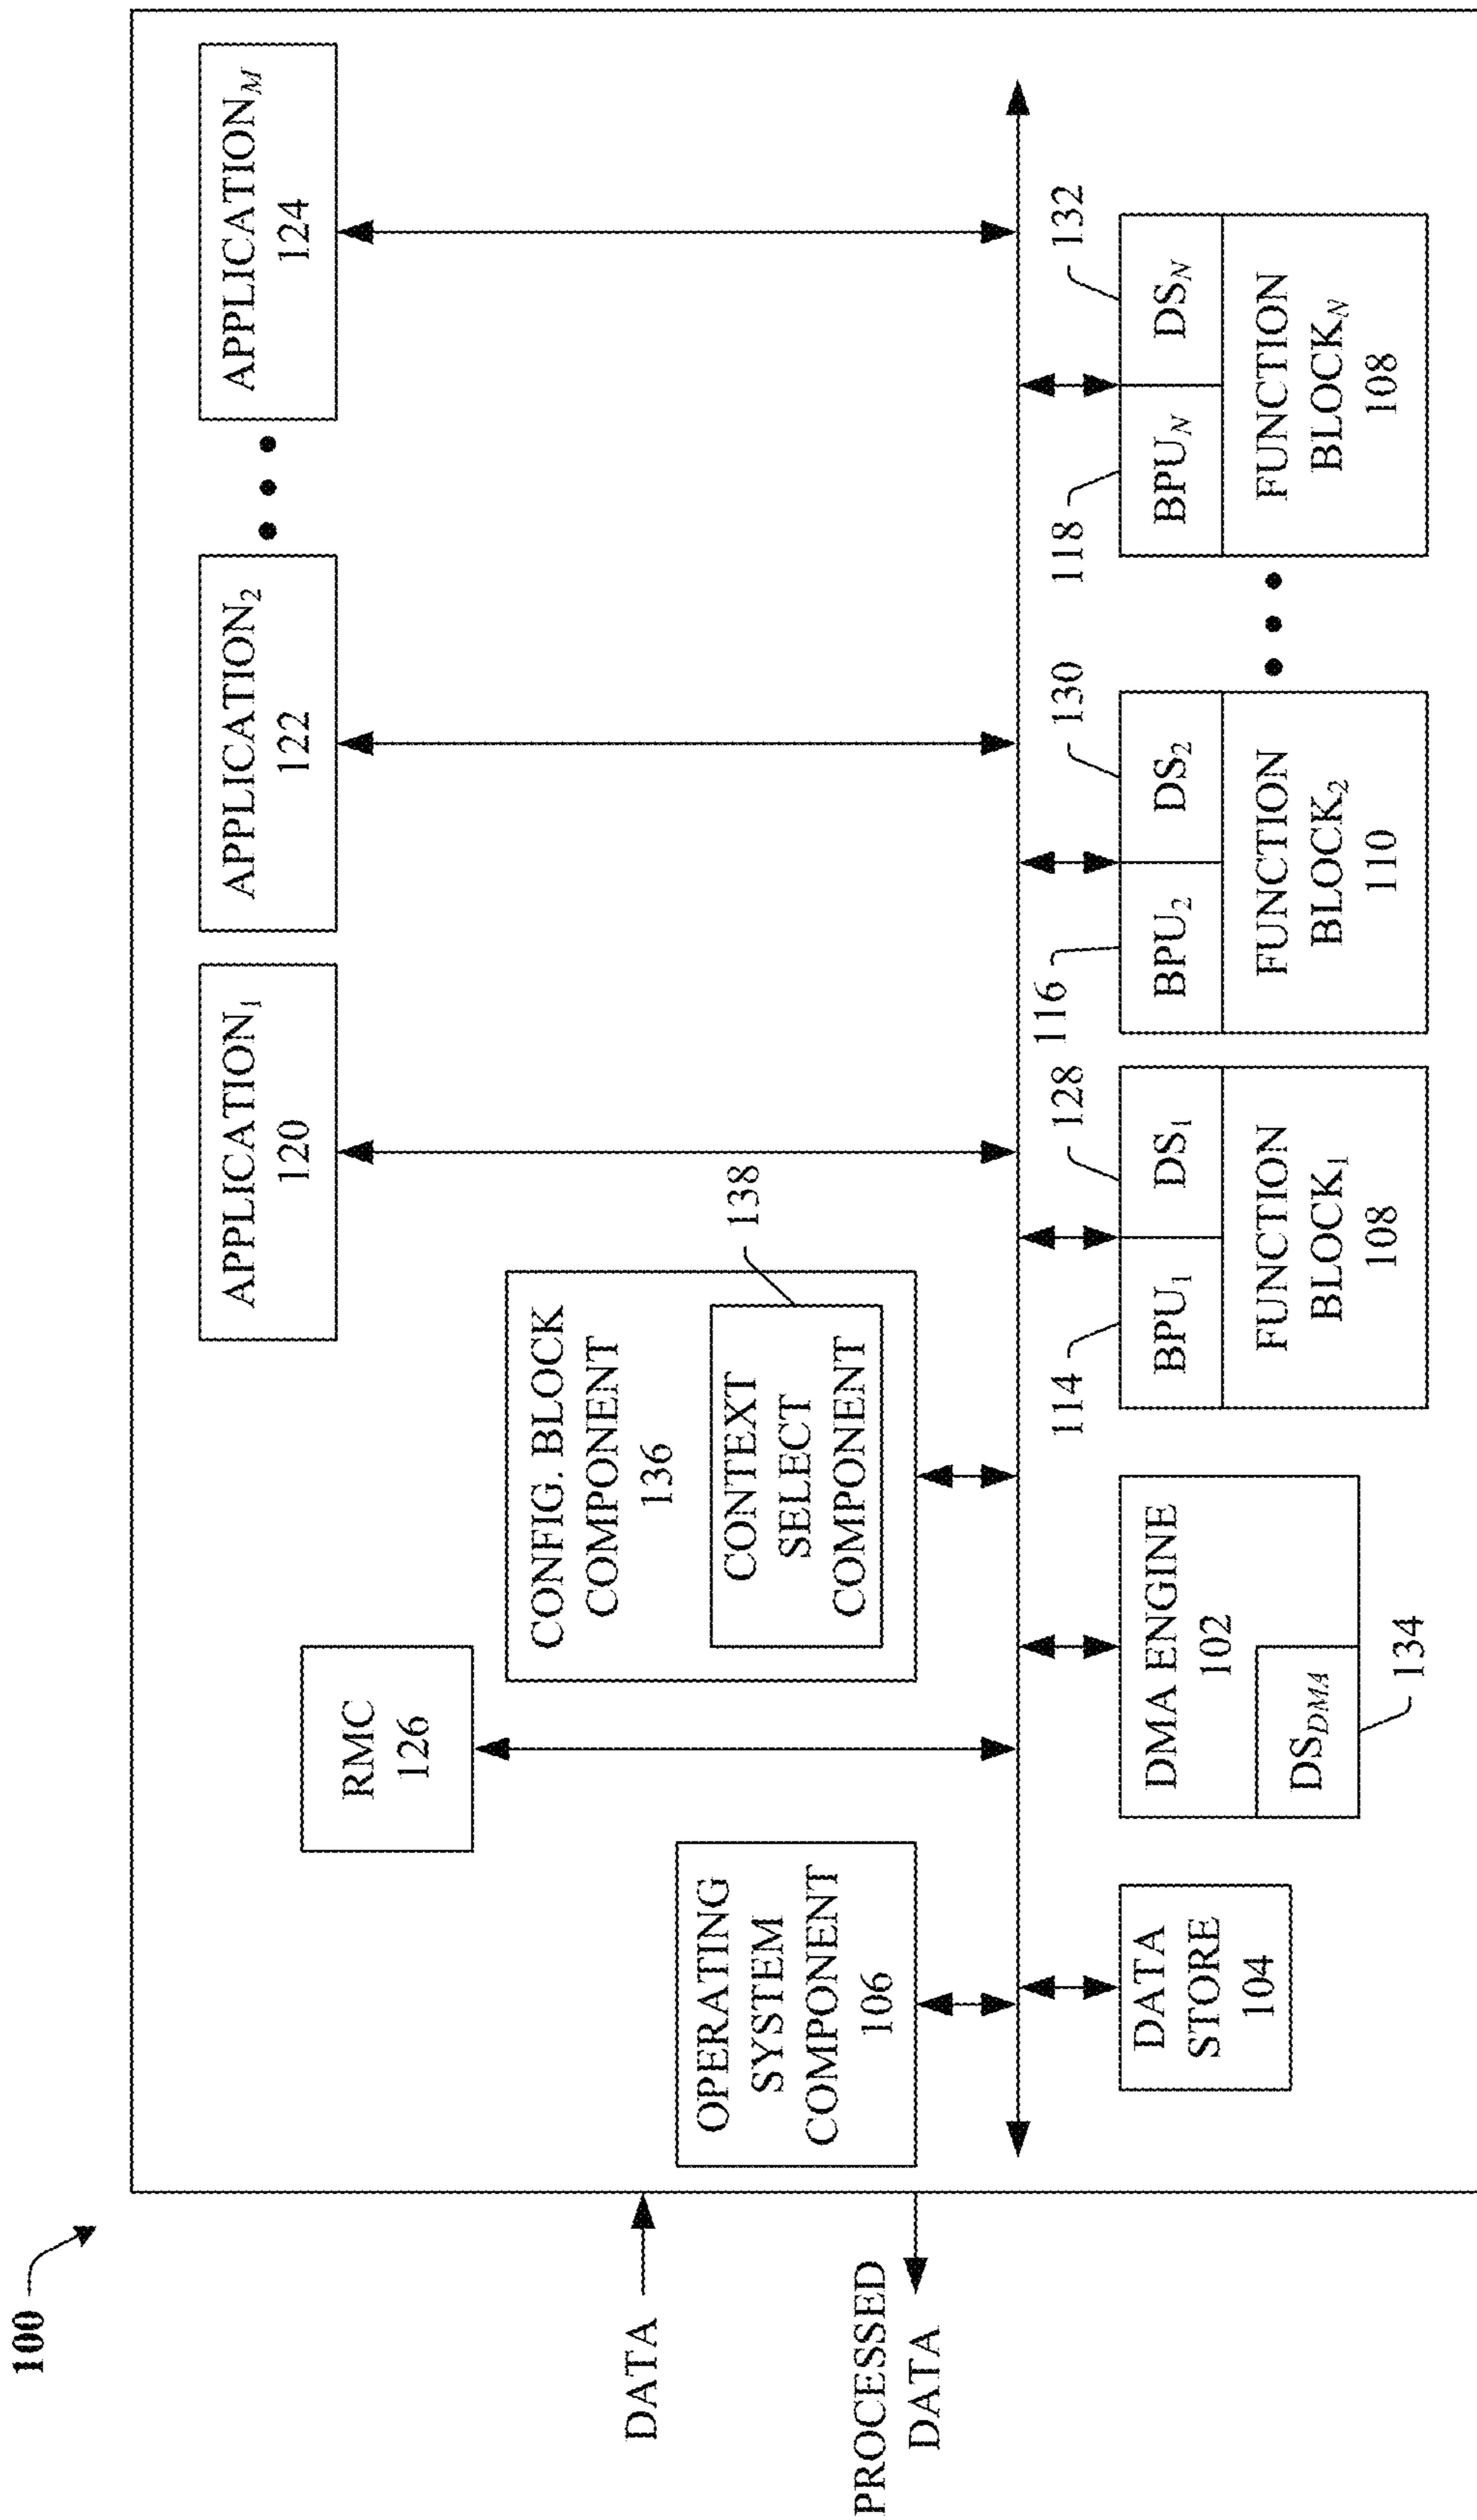 100
DATA
PROCESSED
DATA
RMC
126
APPLICATION1
120
APPLICATION2
122
• • •
APPLICATIONM
124
OPERATING
SYSTEM
COMPONENT
106
CONFIG. BLOCK
COMPONENT
136
CONTEXT
SELECT
COMPONENT
138
DATA
STORE
104
DMA ENGINE
102
DSDMA
134
114
BPU1
DS1
128
FUNCTION
BLOCK1
108
116
BPU2
DS2
130
FUNCTION
BLOCK2
110
• • •
118
BPUN
DSN
132
FUNCTION
BLOCKN
108